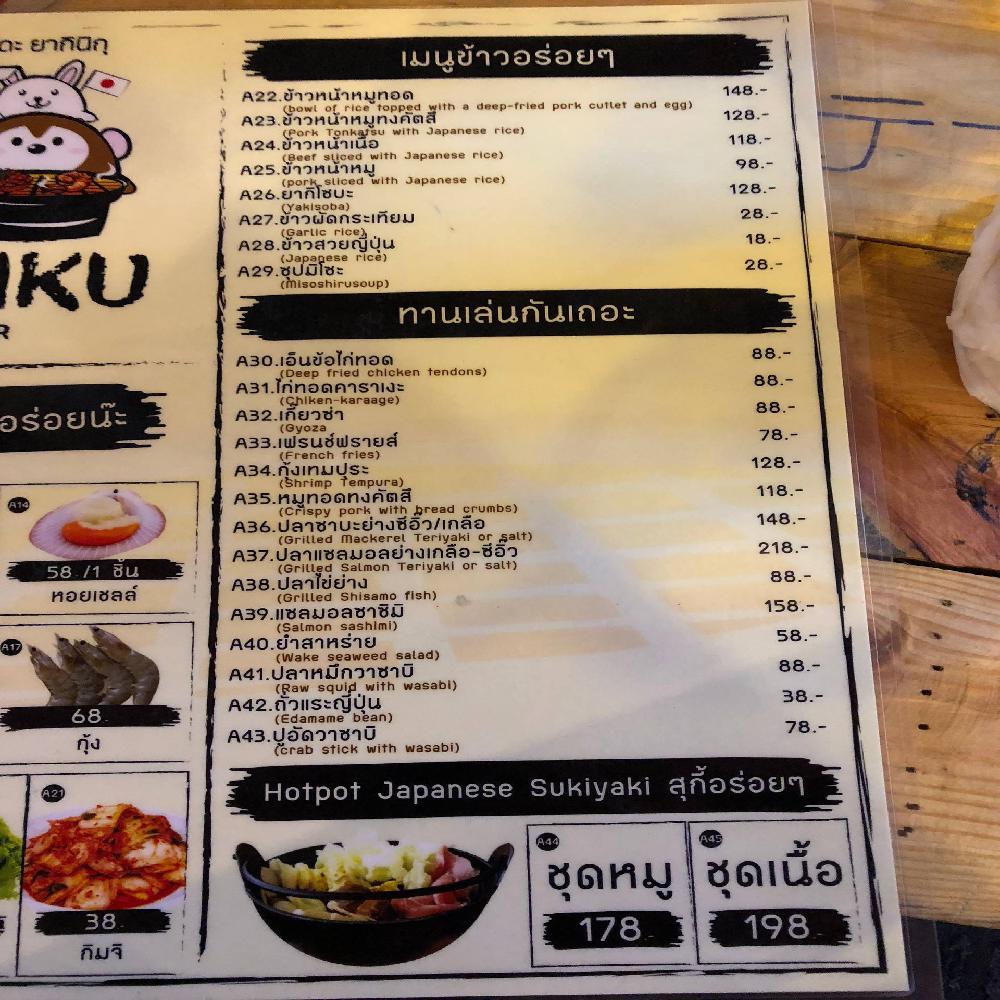 ดะ ยากินิกุ
IKU
R
อร่อยน๊ะ
A14
58 /1 ชิ้น
หอยเชลล์
A17
68
กุ้ง
A21
38
กิมจิ
เมนูข้าวอร่อยๆ
A22.ข้าวหน้าหมูทอด 148.-
(bowl of rice topped with a deep-fried pork cutlet and egg)
A23.ข้าวหน้าหมูทงคัตสึ 128.-
(Pork Tonkatsu with Japanese rice)
A24.ข้าวหน้าเนื้อ 118.-
(Beef sliced with Japanese rice)
A25.ข้าวหน้าหมู 98.-
(pork sliced with Japanese rice)
A26.ยากิโซบะ 128.-
(Yakisoba)
A27.ข้าวผัดกระเทียม 28.-
(Garlic rice)
A28.ข้าวสวยญี่ปุ่น 18.-
(Japanese rice)
A29.ซุปมิโซะ 28.-
(Misoshirusoup)
ทานเล่นกันเถอะ
A30.เอ็นข้อไก่ทอด 88.-
(Deep fried chicken tendons)
A31.ไก่ทอดคาราเงะ 88.-
(Chiken-karaage)
A32.เกี๊ยวซ่า 88.-
(Gyoza
A33.เฟรนช์ฟรายส์ 78.-
(French fries)
A34.กุ้งเทมปุระ 128.-
(Shrimp Tempura)
A35.หมูทอดทงคัตสึ 118.-
(Crispy pork with bread crumbs)
A36.ปลาซาบะย่างซีอิ๊ว/เกลือ 148.-
(Grilled Mackerel Teriyaki or salt)
A37.ปลาแซลมอลย่างเกลือ-ซีอิ๊ว 218.-
(Grilled Salmon Teriyaki or salt)
A38.ปลาไข่ย่าง 88.-
(Grilled Shisamo fish)
A39.แซลมอลซาซิมิ 158.-
(Salmon sashimi)
A40.ยำสาหร่าย 58.-
(Wake seaweed salad)
A41.ปลาหมึกวาซาบิ 88.-
(Raw squid with wasabi)
A42.ถั่วแระญี่ปุ่น 38.-
(Edamame bean)
A43.ปูอัดวาซาบิ 78.-
(crab stick with wasabi)
Hotpot Japanese Sukiyaki สุกี้อร่อยๆ
A44
ชุดหมู
178
A45
ชุดเนื้อ
198